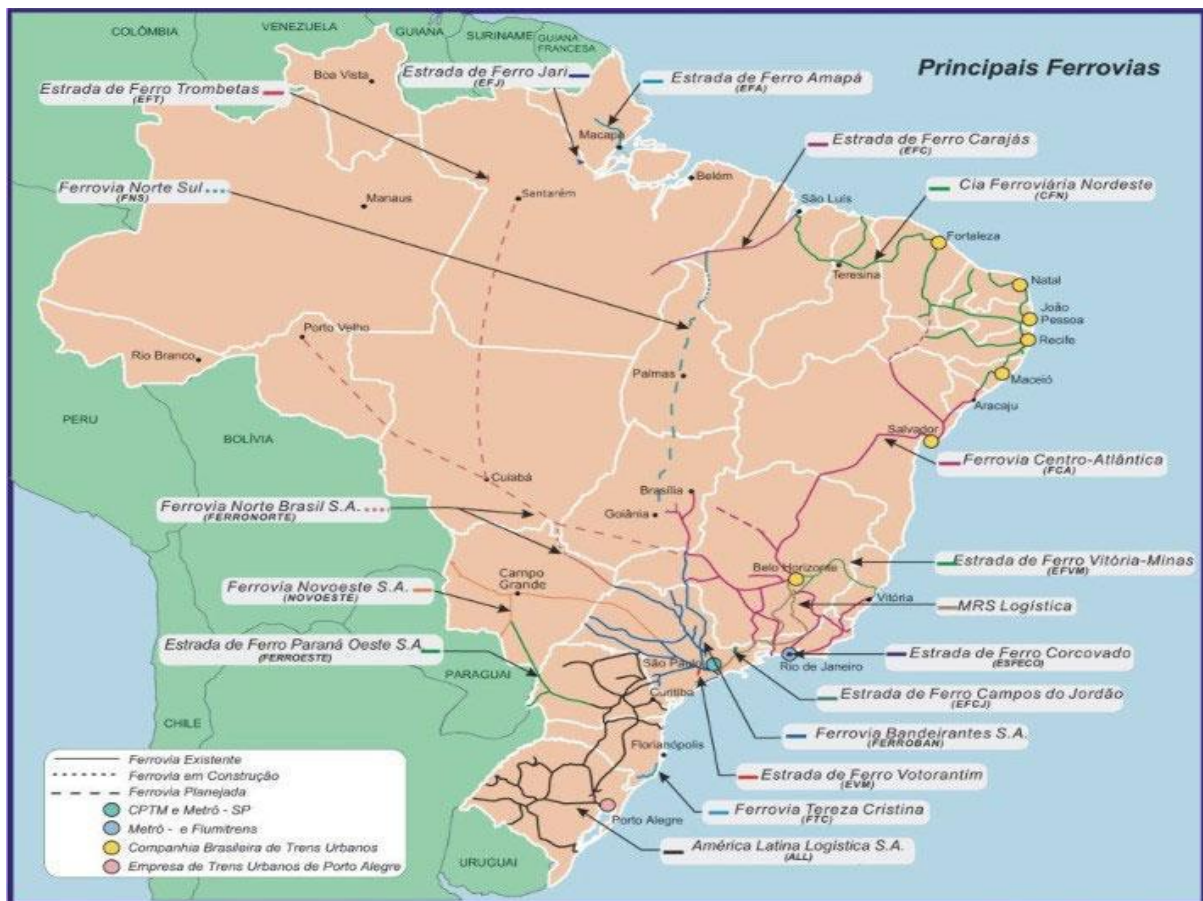 COLÔMBIA
VENEZUELA
GUIANA
SURINAME
GUIANA
FRANCESA
Principais Ferrovias
Boa Vista
Estrada de Ferro Jari
(EFJ)
Estrada de Ferro Amapá
(EFA)
Estrada de Ferro Trombetas
(EFT)
Macapá
Estrada de Ferro Carajás
(EFC)
Belém
Ferrovia Norte Sul
(FNS)
Manaus
Santarém
São Luís
Cia Ferroviária Nordeste
(CFN)
Fortaleza
Teresina
Natal
João
Pessoa
Recife
Porto Velho
Rio Branco
Palmas
Maceió
Aracaju
PERU
BOLÍVIA
Salvador
Ferrovia Centro-Atlântica
(FCA)
Cuiabá
Brasília
Goiânia
Ferrovia Norte Brasil S.A.
(FERRONORTE)
Belo Horizonte
Estrada de Ferro Vitória-Minas
(EFVM)
Campo
Grande
Ferrovia Novoeste S.A.
(NOVOESTE)
Vitória
MRS Logística
Estrada de Ferro Paraná Oeste S.A
(FERROESTE)
PARAGUAI
São Paulo
Rio de Janeiro
Estrada de Ferro Corcovado
(ESFECO)
Curitiba
Estrada de Ferro Campos do Jordão
(EFCJ)
CHILE
Ferrovia Bandeirantes S.A.
(FERROBAN)
Florianópolis
Estrada de Ferro Votorantim
(EVM)
Ferrovia Tereza Cristina
(FTC)
Porto Alegre
América Latina Logística S.A.
(ALL)
URUGUAI
Ferrovia Existente
Ferrovia em Construção
Ferrovia Planejada
CPTM e Metrô - SP
Metrô - e Flumitrens
Companhia Brasileira de Trens Urbanos
Empresa de Trens Urbanos de Porto Alegre